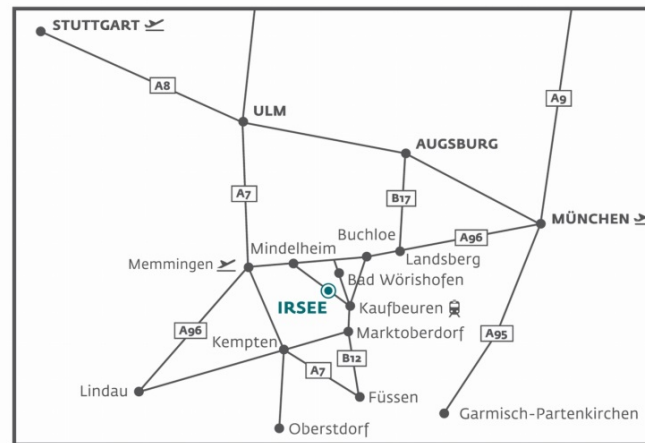 STUTTGART
A8
ULM
A9
AUGSBURG
A7
B17
MÜNCHEN
A96
Buchloe
Mindelheim
Landsberg
Memmingen
Bad Wörishofen
IRSEE
Kaufbeuren
A96
Marktoberdorf
A95
Kempten
B12
A7
Lindau
Füssen
Garmisch-Partenkirchen
Oberstdorf